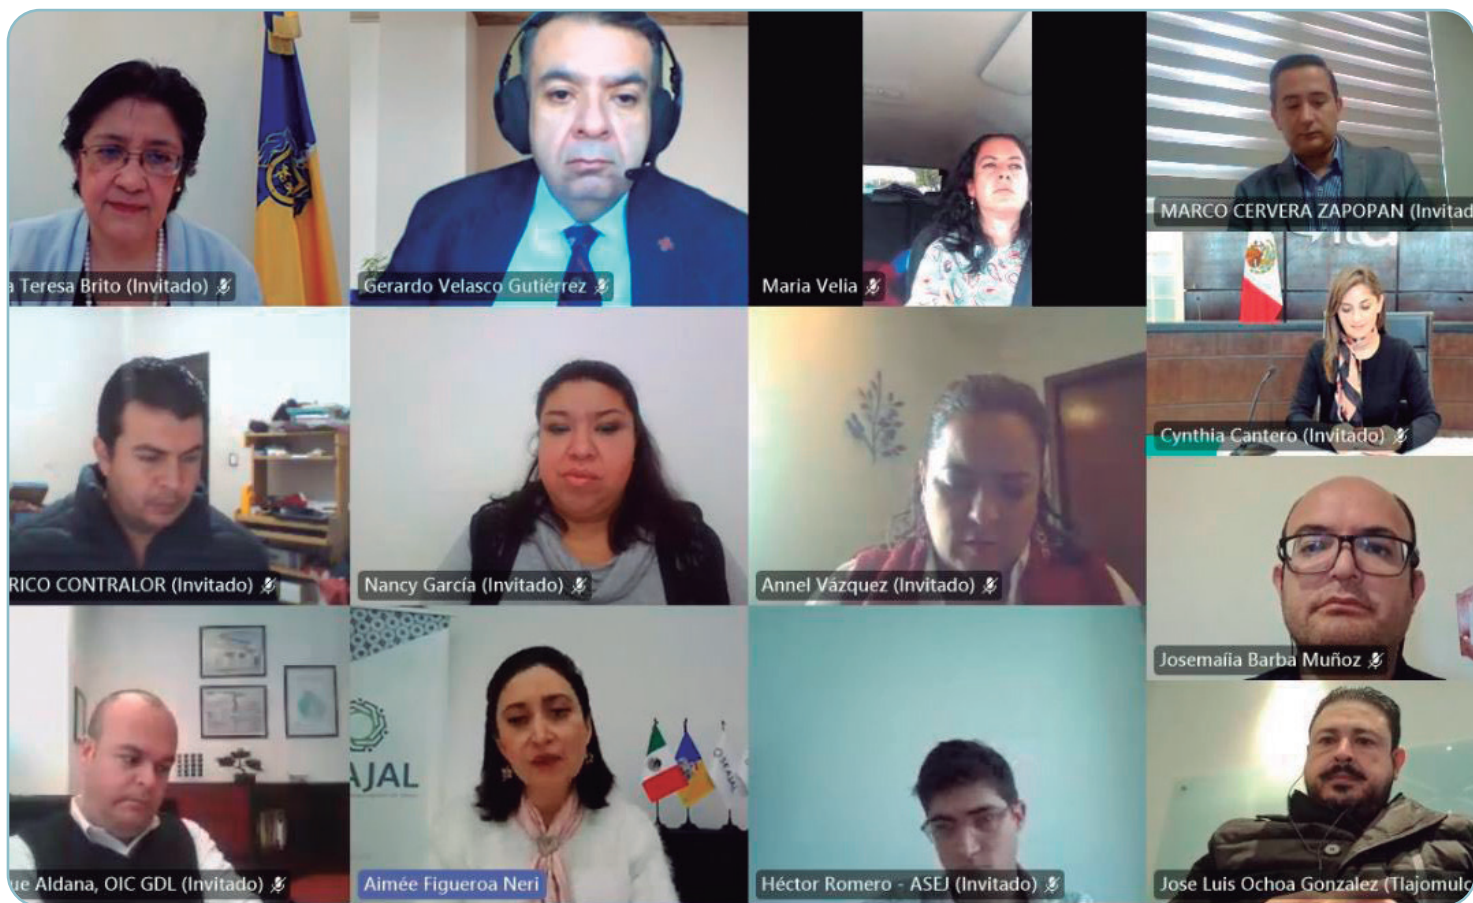 a Teresa Brito (Invitado)
Gerardo Velasco Gutiérrez
Maria Velia
MARCO CERVERA ZAPOPAN (Invitad
Cynthia Cantero (Invitado)
RICO CONTRALOR (Invitado)
Nancy García (Invitado)
Annel Vázquez (Invitado)
Josemaíia Barba Muñoz
AJAL
SEAJAL
ue Aldana, OIC GDL (Invitado)
Aimée Figueroa Neri
Héctor Romero - ASEJ (Invitado)
Jose Luis Ochoa Gonzalez (Tlajomulc